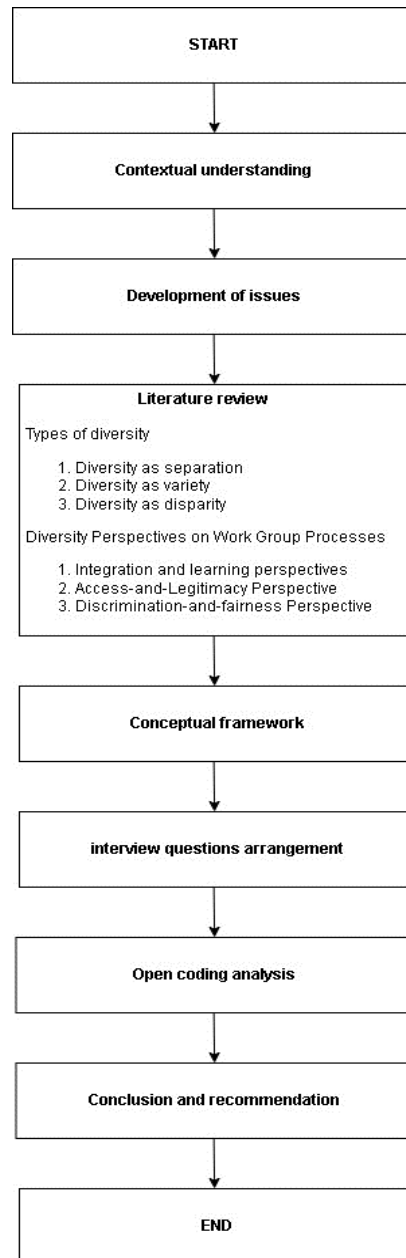 START
Contextual understanding
Development of issues
Literature review
Types of diversity
1. Diversity as separation
2. Diversity as variety
3. Diversity as disparity
Diversity Perspectives on Work Group Processes
1. Integration and learning perspectives
2. Access-and-Legitimacy Perspective
3. Discrimination-and-fairness Perspective
Conceptual framework
interview questions arrangement
Open coding analysis
Conclusion and recommendation
END